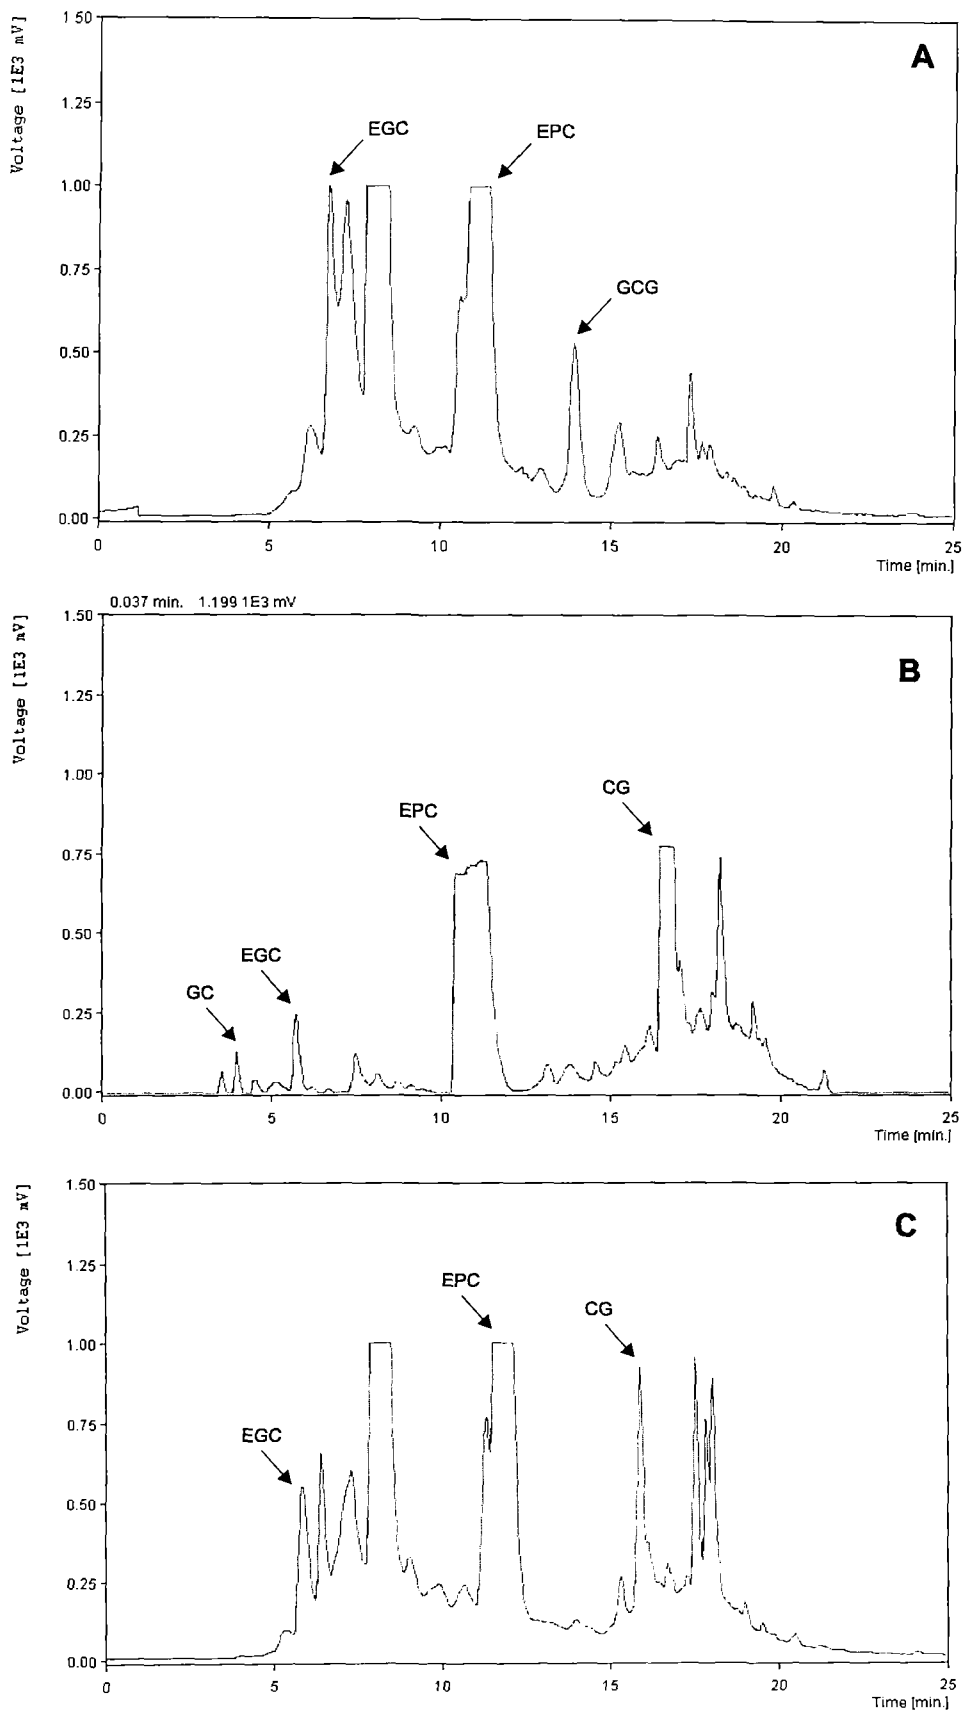 Voltage [1E3 mV]
1.50
1.25
1.00
0.75
0.50
0.25
0.00
A
EGC
EPC
GCG
0 5 10 15 20 25
Time [min.]
0.037 min. 1.199 1E3 mV
Voltage [1E3 mV]
1.50
1.25
1.00
0.75
0.50
0.25
0.00
B
EPC
CG
EGC
GC
0 5 10 15 20 25
Time [min.]
Voltage [1E3 mV]
1.50
1.25
1.00
0.75
0.50
0.25
0.00
C
EPC
CG
EGC
0 5 10 15 20 25
Time [min.]